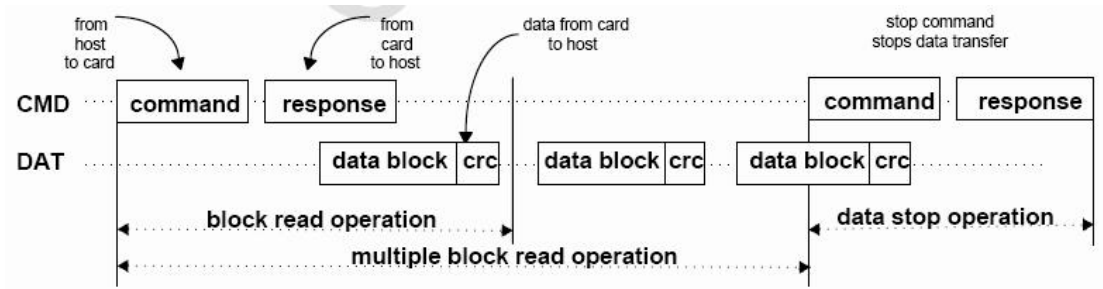 from
host
to card
from
card
to host
data from card
to host
stop command
stops data transfer
CMD command response command response
DAT data block crc data block crc data block crc
block read operation data stop operation
multiple block read operation